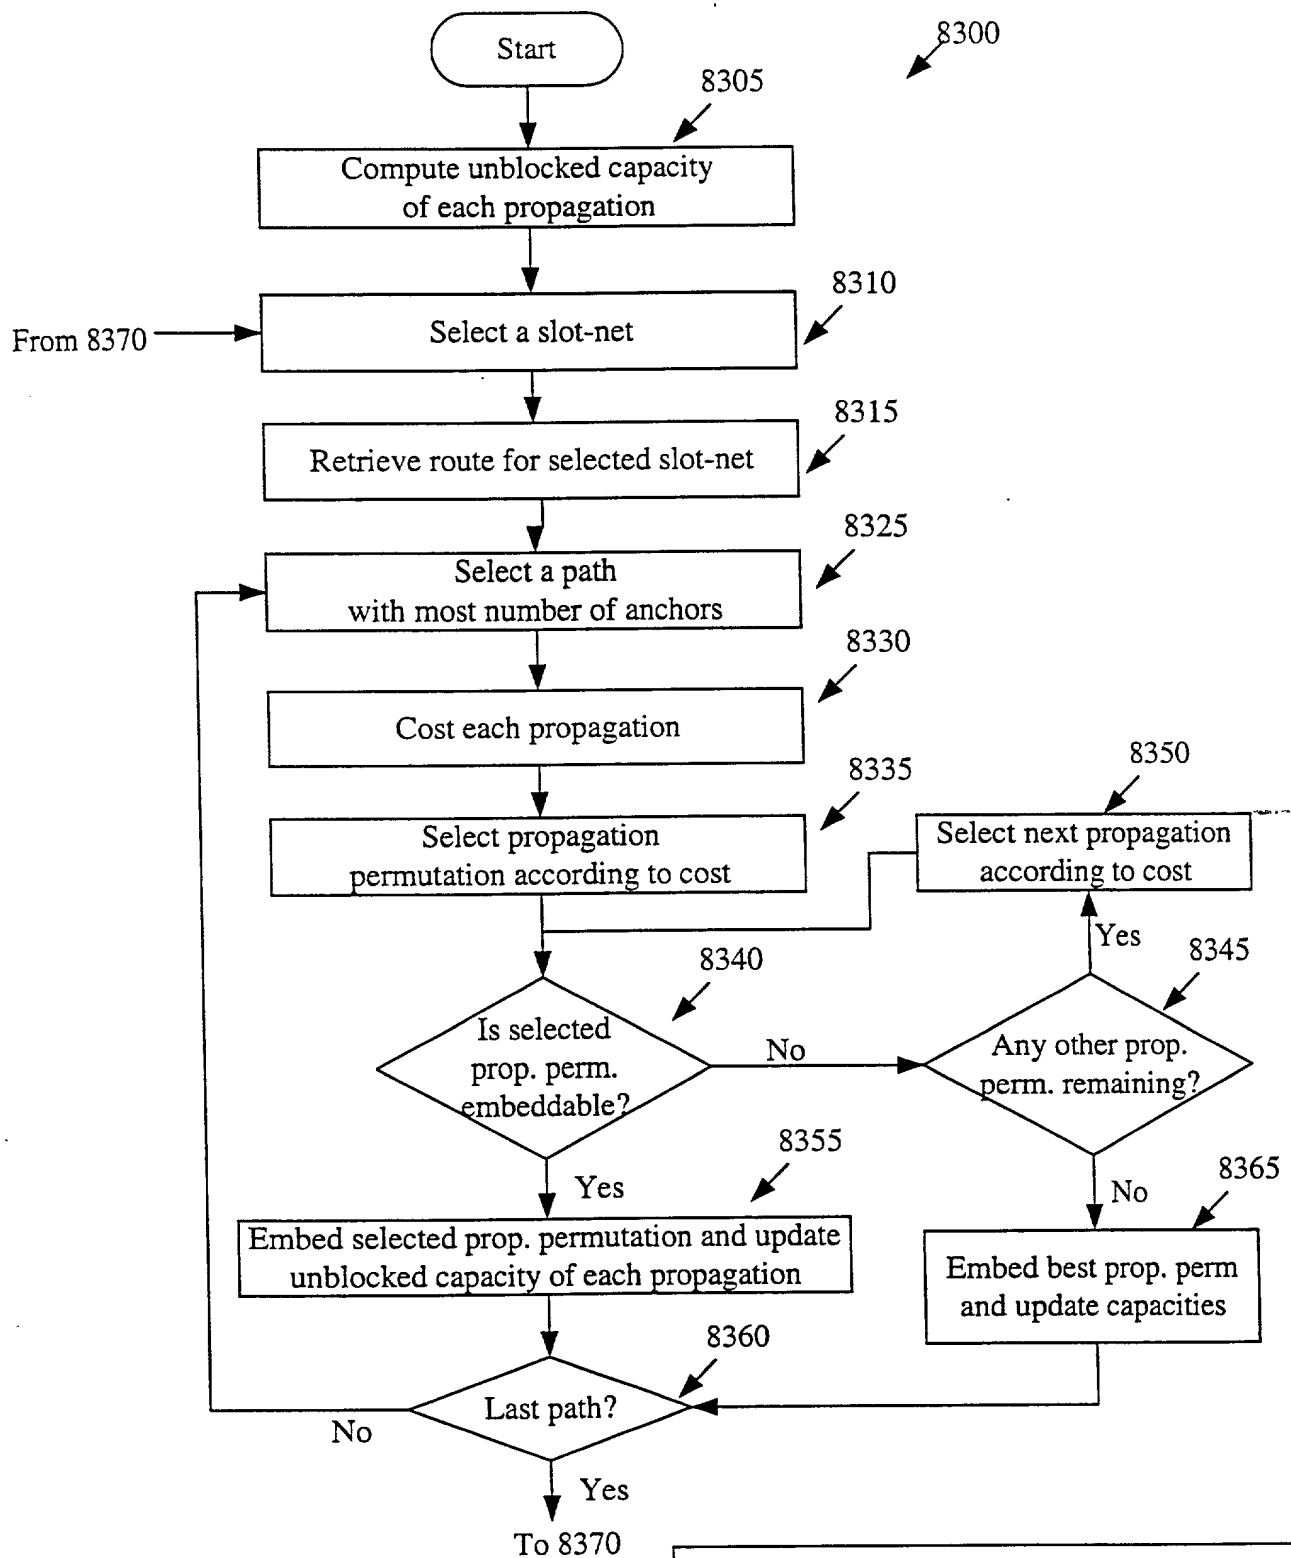 Start
8300
8305
Compute unblocked capacity
of each propagation
8310
From 8370
Select a slot-net
8315
Retrieve route for selected slot-net
8325
Select a path
with most number of anchors
8330
Cost each propagation
8335
Select propagation
permutation according to cost
8350
Select next propagation
according to cost
Yes
8340
Is selected
prop. perm.
embeddable?
No
8345
Any other prop.
perm. remaining?
8355
Yes
No
8365
Embed selected prop. permutation and update
unblocked capacity of each propagation
Embed best prop. perm
and update capacities
8360
Last path?
No
Yes
To 8370